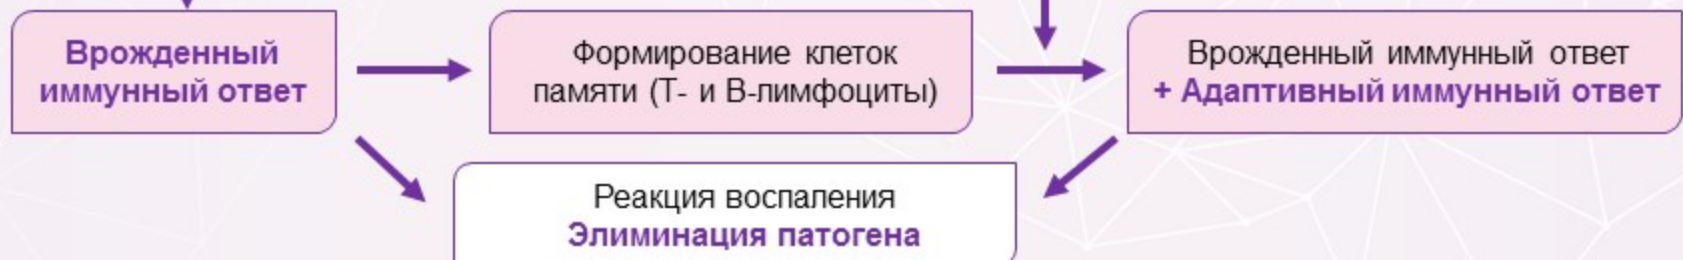 Врожденный
иммунный ответ
Формирование клеток
памяти (Т- и В-лимфоциты)
Врожденный иммунный ответ
+ Адаптивный иммунный ответ
Реакция воспаления
Элиминация патогена